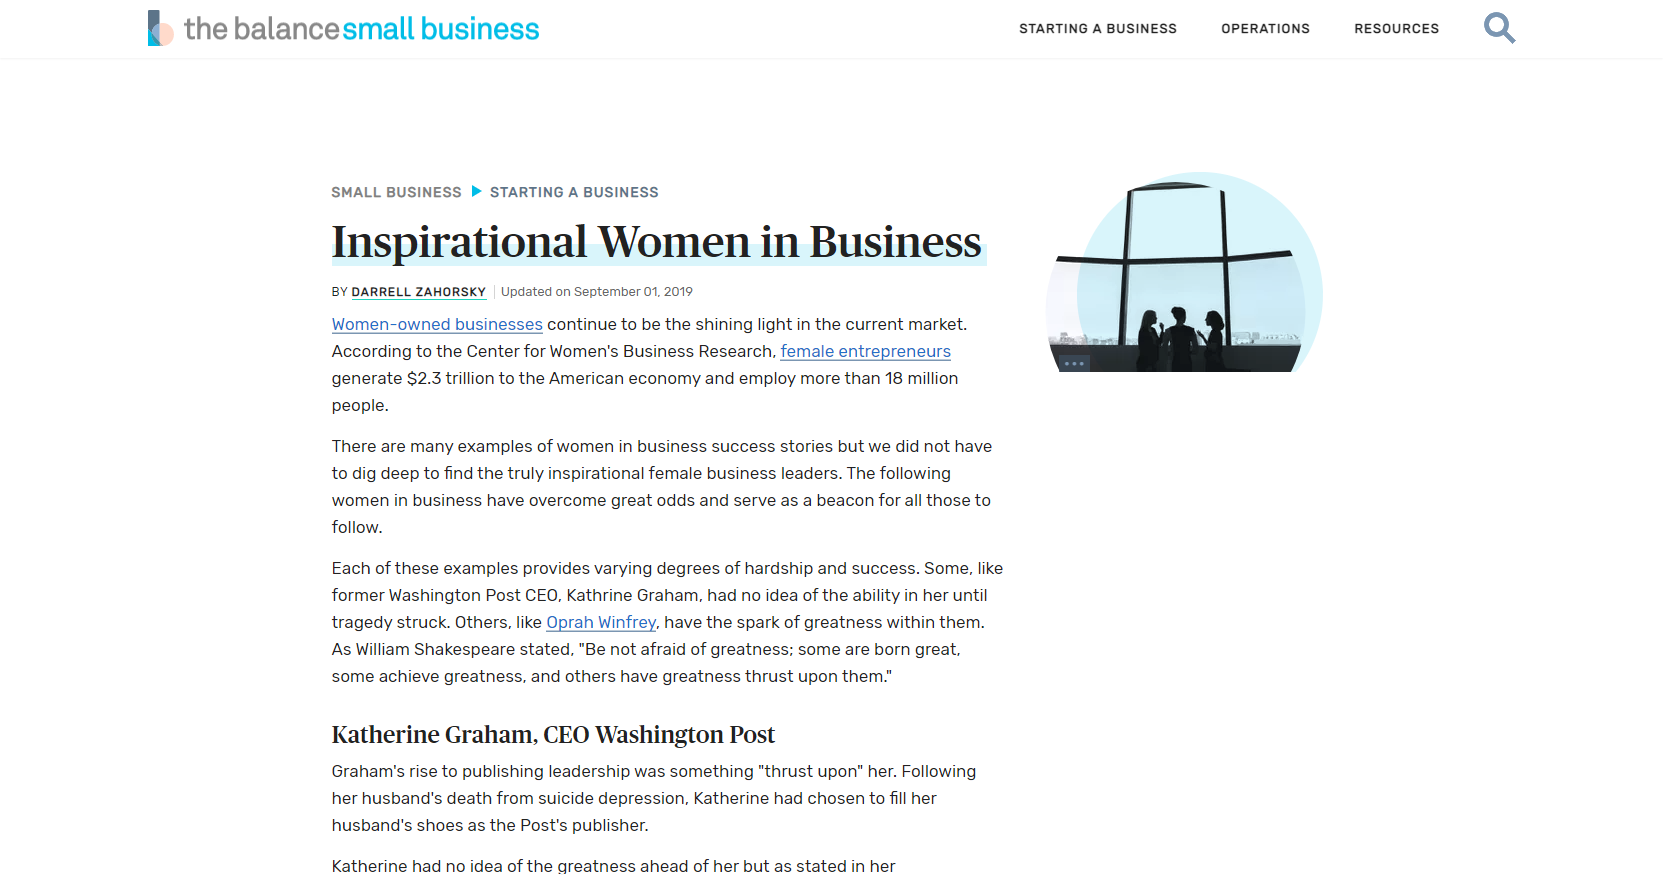 the balance small business
STARTING A BUSINESS OPERATIONS RESOURCES
SMALL BUSINESS STARTING A BUSINESS
Inspirational Women in Business
BY DARRELL ZAHORSKY Updated on September 01, 2019
Women-owned businesses continue to be the shining light in the current market.
According to the Center for Women's Business Research, female entrepreneurs
generate $2.3 trillion to the American economy and employ more than 18 million
people.
There are many examples of women in business success stories but we did not have
to dig deep to find the truly inspirational female business leaders. The following
women in business have overcome great odds and serve as a beacon for all those to
follow.
Each of these examples provides varying degrees of hardship and success. Some, like
former Washington Post CEO, Kathrine Graham, had no idea of the ability in her until
tragedy struck. Others, like Oprah Winfrey, have the spark of greatness within them.
As William Shakespeare stated, "Be not afraid of greatness; some are born great,
some achieve greatness, and others have greatness thrust upon them."
Katherine Graham, CEO Washington Post
Graham's rise to publishing leadership was something "thrust upon" her. Following
her husband's death from suicide depression, Katherine had chosen to fill her
husband's shoes as the Post's publisher.
Katherine had no idea of the greatness ahead of her but as stated in her